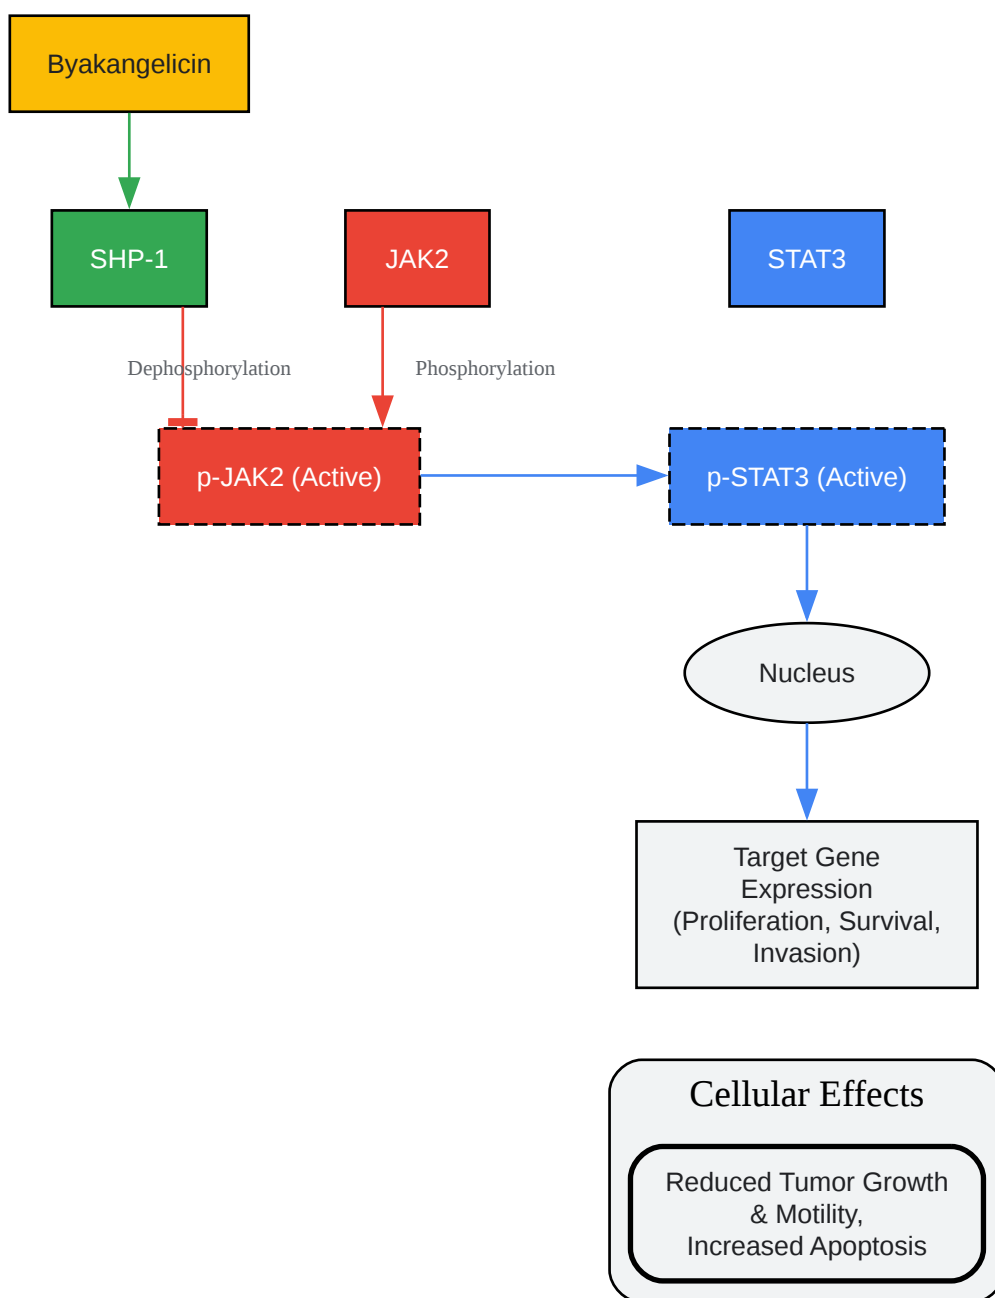 Byakangelicin
SHP-1
JAK2
STAT3
Dephosphorylation
Phosphorylation
p-JAK2 (Active)
p-STAT3 (Active)
Nucleus
Target Gene
Expression
(Proliferation, Survival,
Invasion)
Cellular Effects
Reduced Tumor Growth
& Motility,
Increased Apoptosis